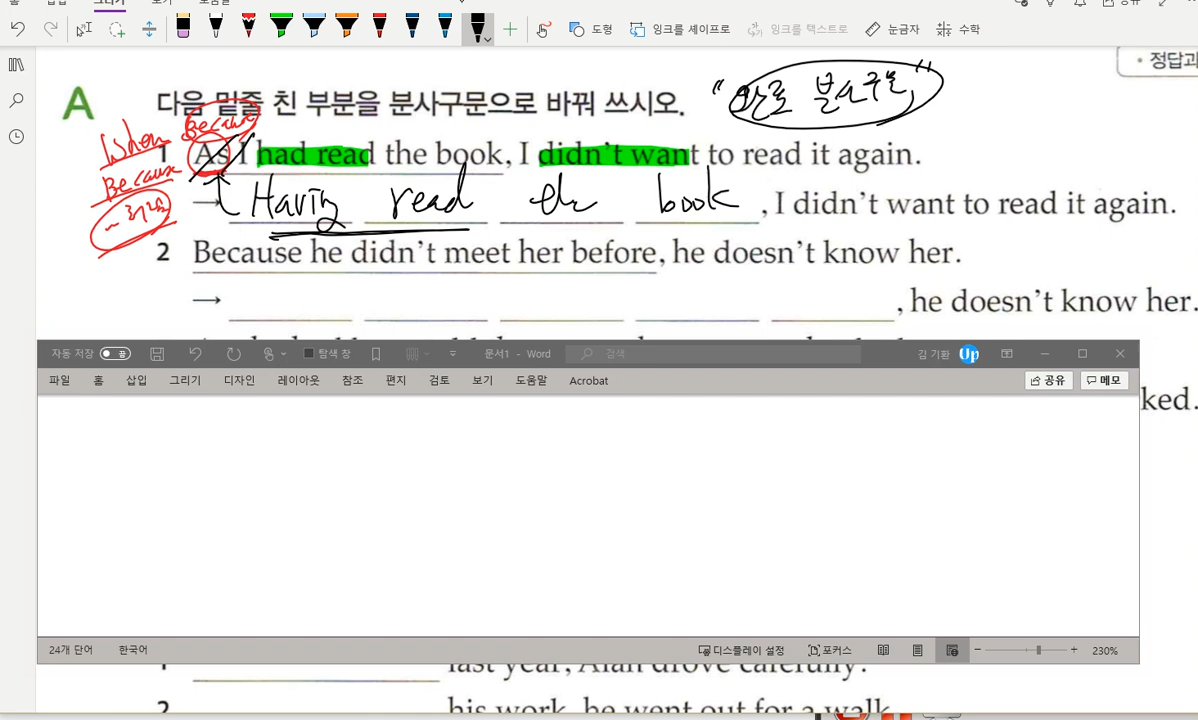 그리기
잉크를 셰이프로
잉크를 텍스트로
도형
눈금자
수학
정답과
A 다음 밑줄 친 부분을 분사구문으로 바꿔 쓰시오.
"완료 분사구문"
When
Because
Because
1 As I had read the book, I didn't want to read it again.
→ Having read the book, I didn't want to read it again.
2 Because he didn't meet her before, he doesn't know her.
→ , he doesn't know her.
자동 저장 끔 탐색 창 문서1 - Word 검색 김 기환 Up
파일 홈 삽입 그리기 디자인 레이아웃 참조 편지 검토 보기 도움말 Acrobat 공유 메모
ked.
24개 단어 한국어 디스플레이 설정 포커스 230%
last year, Alan drove carefully.
2 his work, he went out for a walk